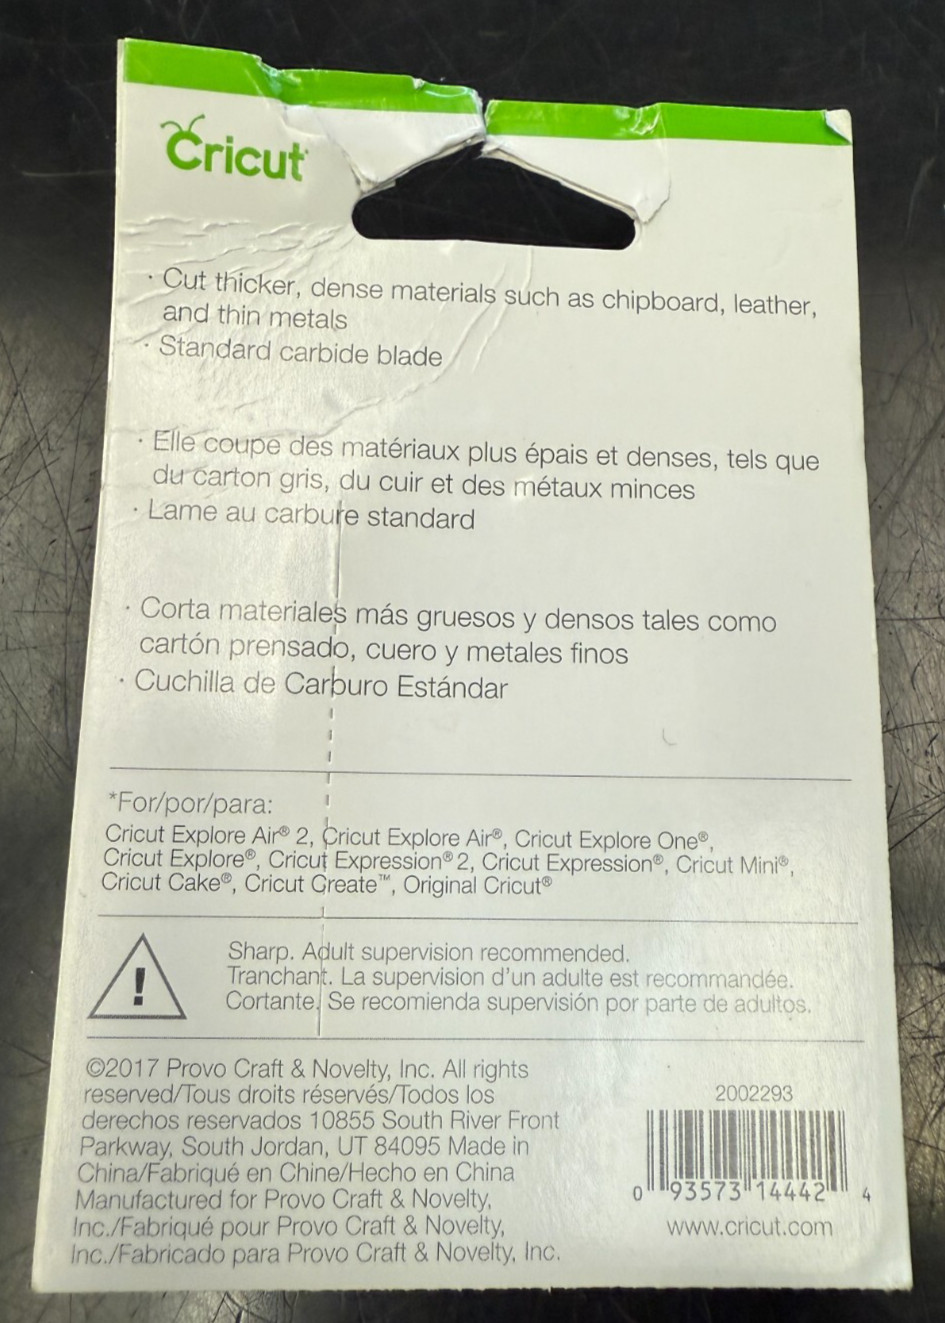 Cricut
· Cut thicker, dense materials such as chipboard, leather,
and thin metals
· Standard carbide blade
· Elle coupe des matériaux plus épais et denses, tels que
du carton gris, du cuir et des métaux minces
· Lame au carbure standard
· Corta materiales más gruesos y densos tales como
cartón prensado, cuero y metales finos
· Cuchilla de Carburo Estándar
*For/por/para:
Cricut Explore Air® 2, Cricut Explore Air®, Cricut Explore One®,
Cricut Explore®, Cricut Expression® 2, Cricut Expression®, Cricut Mini®,
Cricut Cake®, Cricut Create™, Original Cricut®
!
Sharp. Adult supervision recommended.
Tranchant. La supervision d'un adulte est recommandée.
Cortante. Se recomienda supervisión por parte de adultos.
©2017 Provo Craft & Novelty, Inc. All rights
reserved/Tous droits réservés/Todos los
derechos reservados 10855 South River Front
Parkway, South Jordan, UT 84095 Made in
China/Fabriqué en Chine/Hecho en China
Manufactured for Provo Craft & Novelty,
Inc./Fabriqué pour Provo Craft & Novelty,
Inc./Fabricado para Provo Craft & Novelty, Inc.
2002293
0 93573 14442 4
www.cricut.com